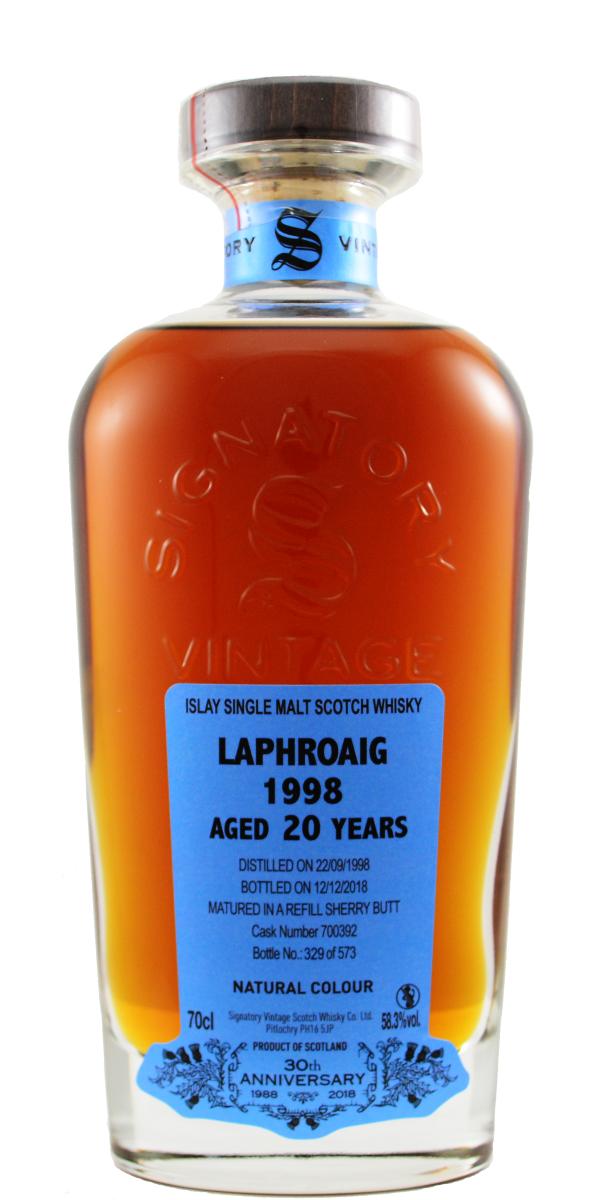 ORY S VINT
SIGNATORY
S
VINTAGE
ISLAY SINGLE MALT SCOTCH WHISKY
LAPHROAIG
1998
AGED 20 YEARS
DISTILLED ON 22/09/1998
BOTTLED ON 12/12/2018
MATURED IN A REFILL SHERRY BUTT
Cask Number 700392
Bottle No.: 329 of 573
NATURAL COLOUR
70cl Signatory Vintage Scotch Whisky Co. Ltd. 58.3%vol.
Pitlochry PH16 5JP
PRODUCT OF SCOTLAND
30th
ANNIVERSARY
1988 2018